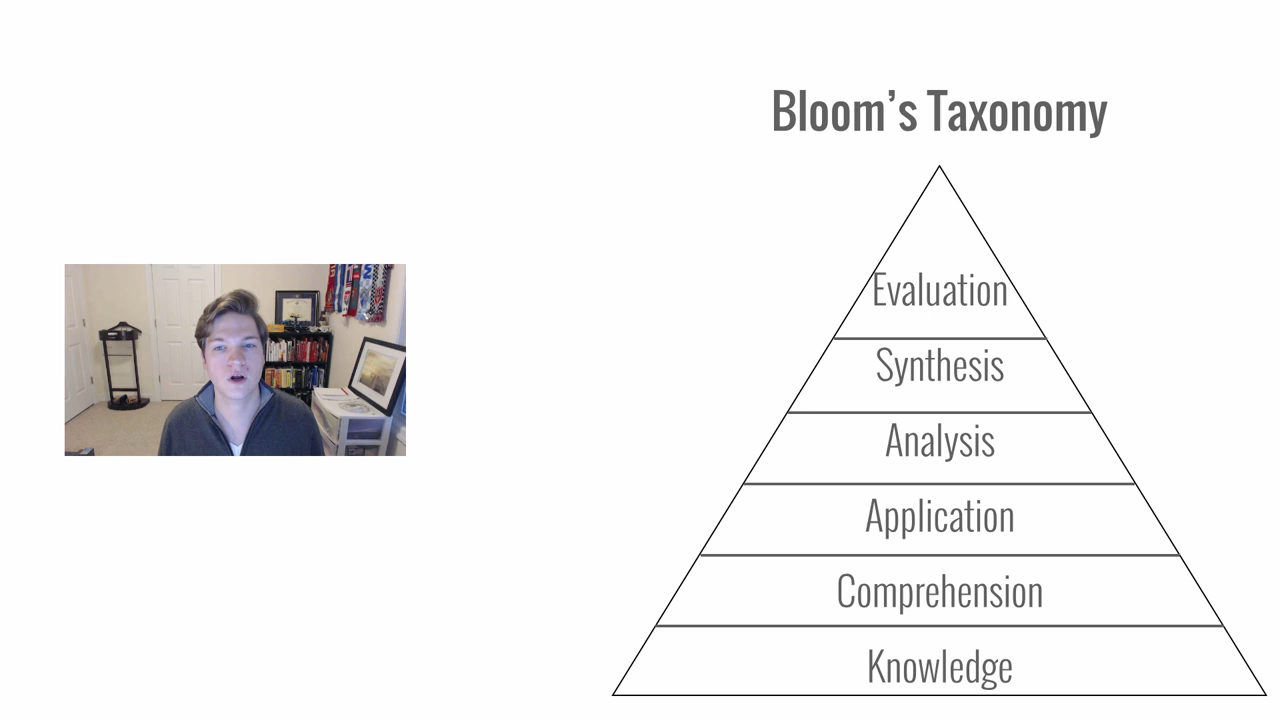 Bloom’s Taxonomy
Evaluation
Synthesis
Analysis
Application
Comprehension
Knowledge